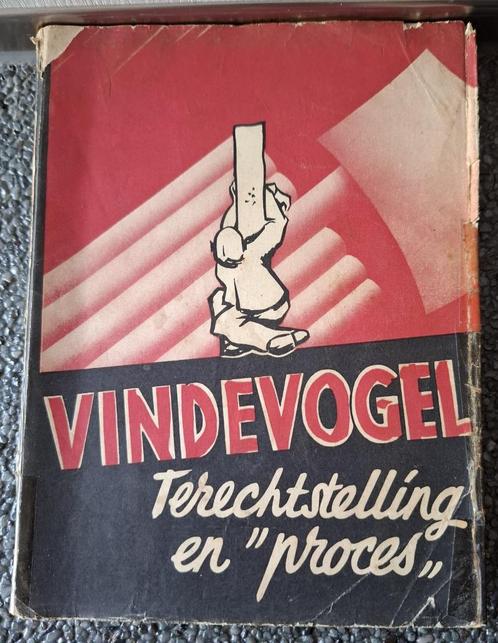 VINDEVOGEL
Terechtstelling
en "proces„